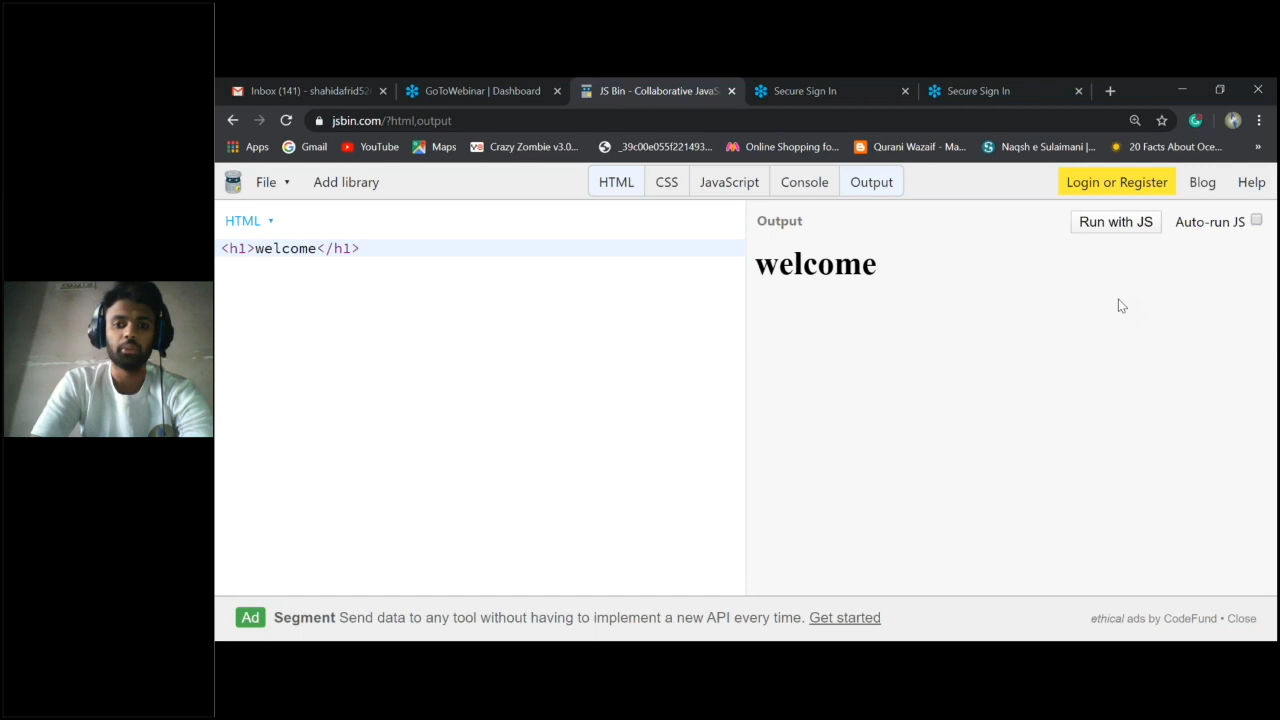 Inbox (141) - shahidafrid52
GoToWebinar | Dashboard
JS Bin - Collaborative JavaS
Secure Sign In
Secure Sign In
jsbin.com/?html,output
Apps
Gmail
YouTube
Maps
Crazy Zombie v3.0...
_39c00e055f221493...
Online Shopping fo...
Qurani Wazaif - Ma...
Naqsh e Sulaimani |...
20 Facts About Oce...
»
File
Add library
HTML
CSS
JavaScript
Console
Output
Login or Register
Blog
Help
HTML
Output
Run with JS
Auto-run JS
<h1>welcome</h1>
welcome
Ad Segment Send data to any tool without having to implement a new API every time. Get started
ethical ads by CodeFund • Close